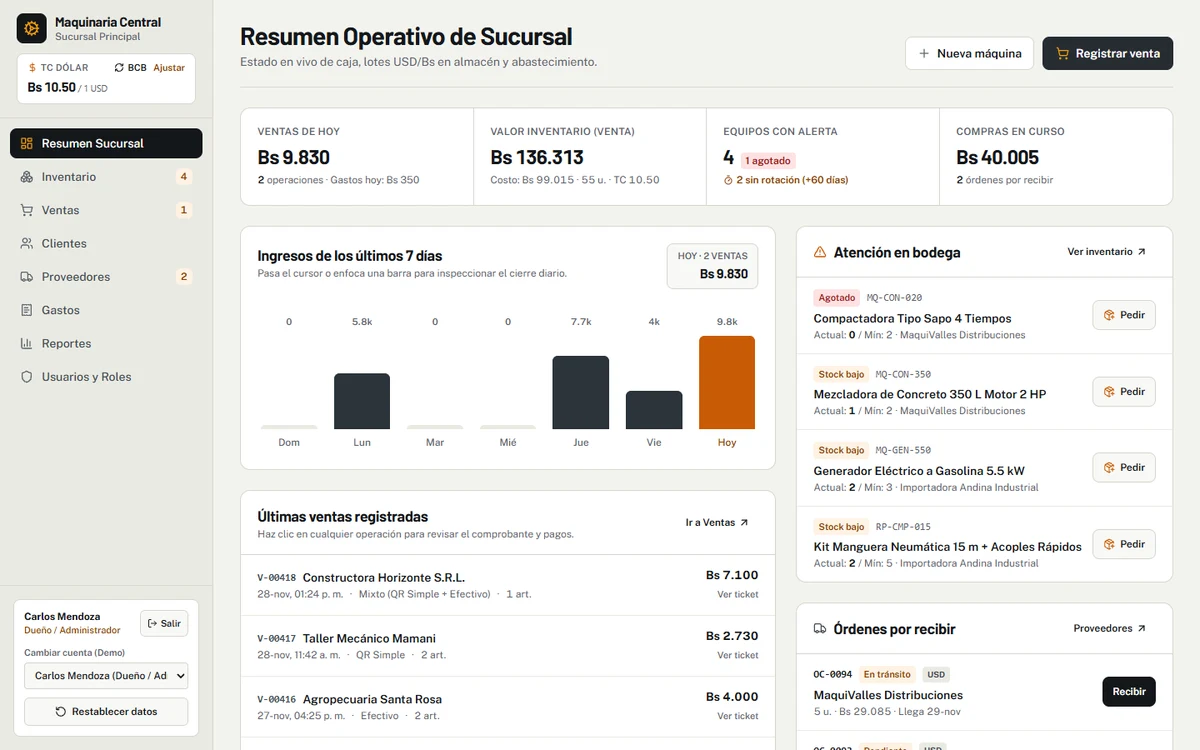 Maquinaria Central
Sucursal Principal
TC DÓLAR BCB Ajustar
Bs 10.50 / 1 USD
Resumen Sucursal
Inventario 4
Ventas 1
Clientes
Proveedores 2
Gastos
Reportes
Usuarios y Roles
Carlos Mendoza
Dueño / Administrador
Salir
Cambiar cuenta (Demo)
Carlos Mendoza (Dueño / Ad
Restablecer datos
Resumen Operativo de Sucursal
Estado en vivo de caja, lotes USD/Bs en almacén y abastecimiento.
Nueva máquina
Registrar venta
VENTAS DE HOY
Bs 9.830
2 operaciones · Gastos hoy: Bs 350
VALOR INVENTARIO (VENTA)
Bs 136.313
Costo: Bs 99.015 · 55 u. · TC 10.50
EQUIPOS CON ALERTA
4 1 agotado
2 sin rotación (+60 días)
COMPRAS EN CURSO
Bs 40.005
2 órdenes por recibir
Ingresos de los últimos 7 días
Pasa el cursor o enfoca una barra para inspeccionar el cierre diario.
HOY · 2 VENTAS
Bs 9.830
0 5.8k 0 0 7.7k 4k 9.8k
Dom Lun Mar Mié Jue Vie Hoy
Últimas ventas registradas
Haz clic en cualquier operación para revisar el comprobante y pagos.
Ir a Ventas
V-00418 Constructora Horizonte S.R.L.
28-nov, 01:24 p. m. · Mixto (QR Simple + Efectivo) · 1 art.
Bs 7.100
Ver ticket
V-00417 Taller Mecánico Mamani
28-nov, 11:42 a. m. · QR Simple · 2 art.
Bs 2.730
Ver ticket
V-00416 Agropecuaria Santa Rosa
27-nov, 04:25 p. m. · Efectivo · 2 art.
Bs 4.000
Ver ticket
Atención en bodega
Ver inventario
Agotado MQ-CON-020
Compactadora Tipo Sapo 4 Tiempos
Actual: 0 / Mín: 2 · MaquiValles Distribuciones
Pedir
Stock bajo MQ-CON-350
Mezcladora de Concreto 350 L Motor 2 HP
Actual: 1 / Mín: 2 · MaquiValles Distribuciones
Pedir
Stock bajo MQ-GEN-550
Generador Eléctrico a Gasolina 5.5 kW
Actual: 2 / Mín: 3 · Importadora Andina Industrial
Pedir
Stock bajo RP-CMP-015
Kit Manguera Neumática 15 m + Acoples Rápidos
Actual: 2 / Mín: 5 · Importadora Andina Industrial
Pedir
Órdenes por recibir
Proveedores
OC-0094 En tránsito USD
MaquiValles Distribuciones
5 u. · Bs 29.085 · Llega 29-nov
Recibir
OC-0093 Pendiente USD